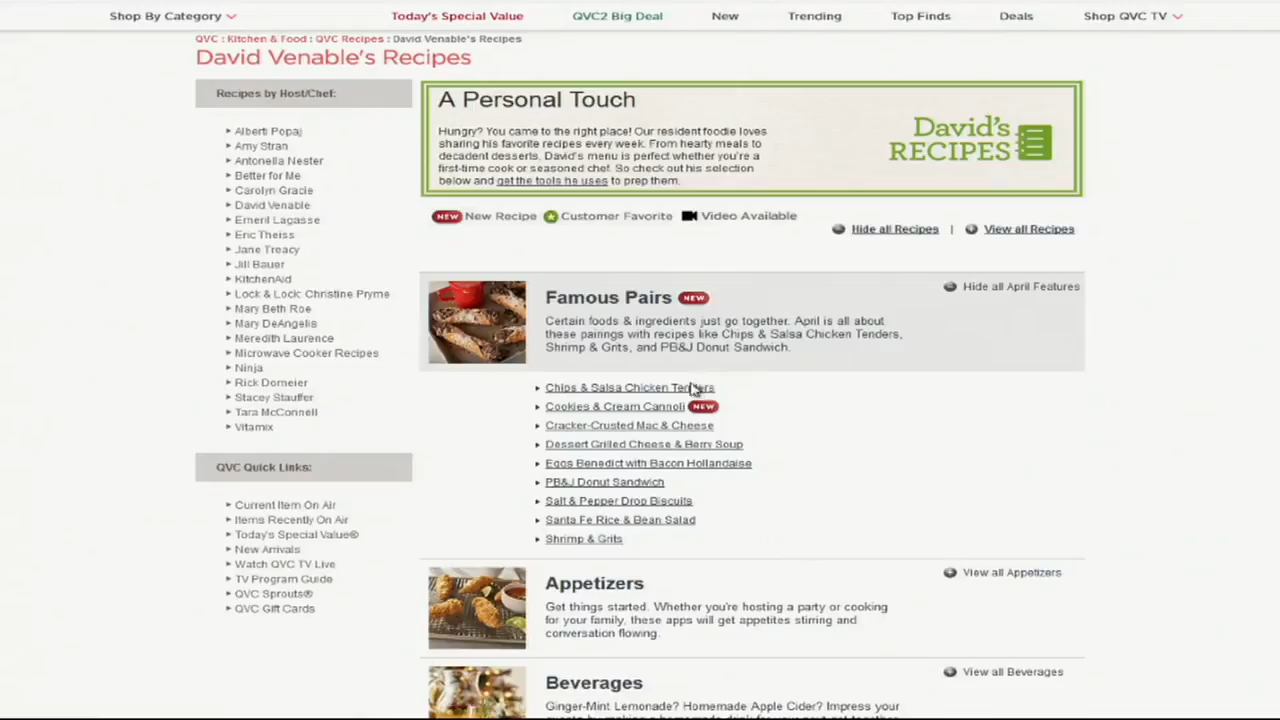 Shop By Category
Today's Special Value
QVC2 Big Deal
New
Trending
Top Finds
Deals
Shop QVC TV
QVC : Kitchen & Food : QVC Recipes : David Venable's Recipes
David Venable's Recipes
Recipes by Host/Chef:
Alberti Popaj
Amy Stran
Antonella Nester
Better for Me
Carolyn Gracie
David Venable
Emeril Lagasse
Eric Theiss
Jane Treacy
Jill Bauer
KitchenAid
Lock & Lock: Christine Pryme
Mary Beth Roe
Mary DeAngelis
Meredith Laurence
Microwave Cooker Recipes
Ninja
Rick Domeier
Stacey Stauffer
Tara McConnell
Vitamix
QVC Quick Links:
Current Item On Air
Items Recently On Air
Today's Special Value®
New Arrivals
Watch QVC TV Live
TV Program Guide
QVC Sprouts®
QVC Gift Cards
A Personal Touch
Hungry? You came to the right place! Our resident foodie loves
sharing his favorite recipes every week. From hearty meals to
decadent desserts, David's menu is perfect whether you're a
first-time cook or seasoned chef. So check out his selection
below and get the tools he uses to prep them.
David's
RECIPES
NEW New Recipe Customer Favorite Video Available
Hide all Recipes | View all Recipes
Famous Pairs NEW
Hide all April Features
Certain foods & ingredients just go together. April is all about
these pairings with recipes like Chips & Salsa Chicken Tenders,
Shrimp & Grits, and PB&J Donut Sandwich.
Chips & Salsa Chicken Tenders
Cookies & Cream Cannoli NEW
Cracker-Crusted Mac & Cheese
Dessert Grilled Cheese & Berry Soup
Eggs Benedict with Bacon Hollandaise
PB&J Donut Sandwich
Salt & Pepper Drop Biscuits
Santa Fe Rice & Bean Salad
Shrimp & Grits
Appetizers
View all Appetizers
Get things started. Whether you're hosting a party or cooking
for your family, these apps will get appetites stirring and
conversation flowing.
Beverages
View all Beverages
Ginger-Mint Lemonade? Homemade Apple Cider? Impress your